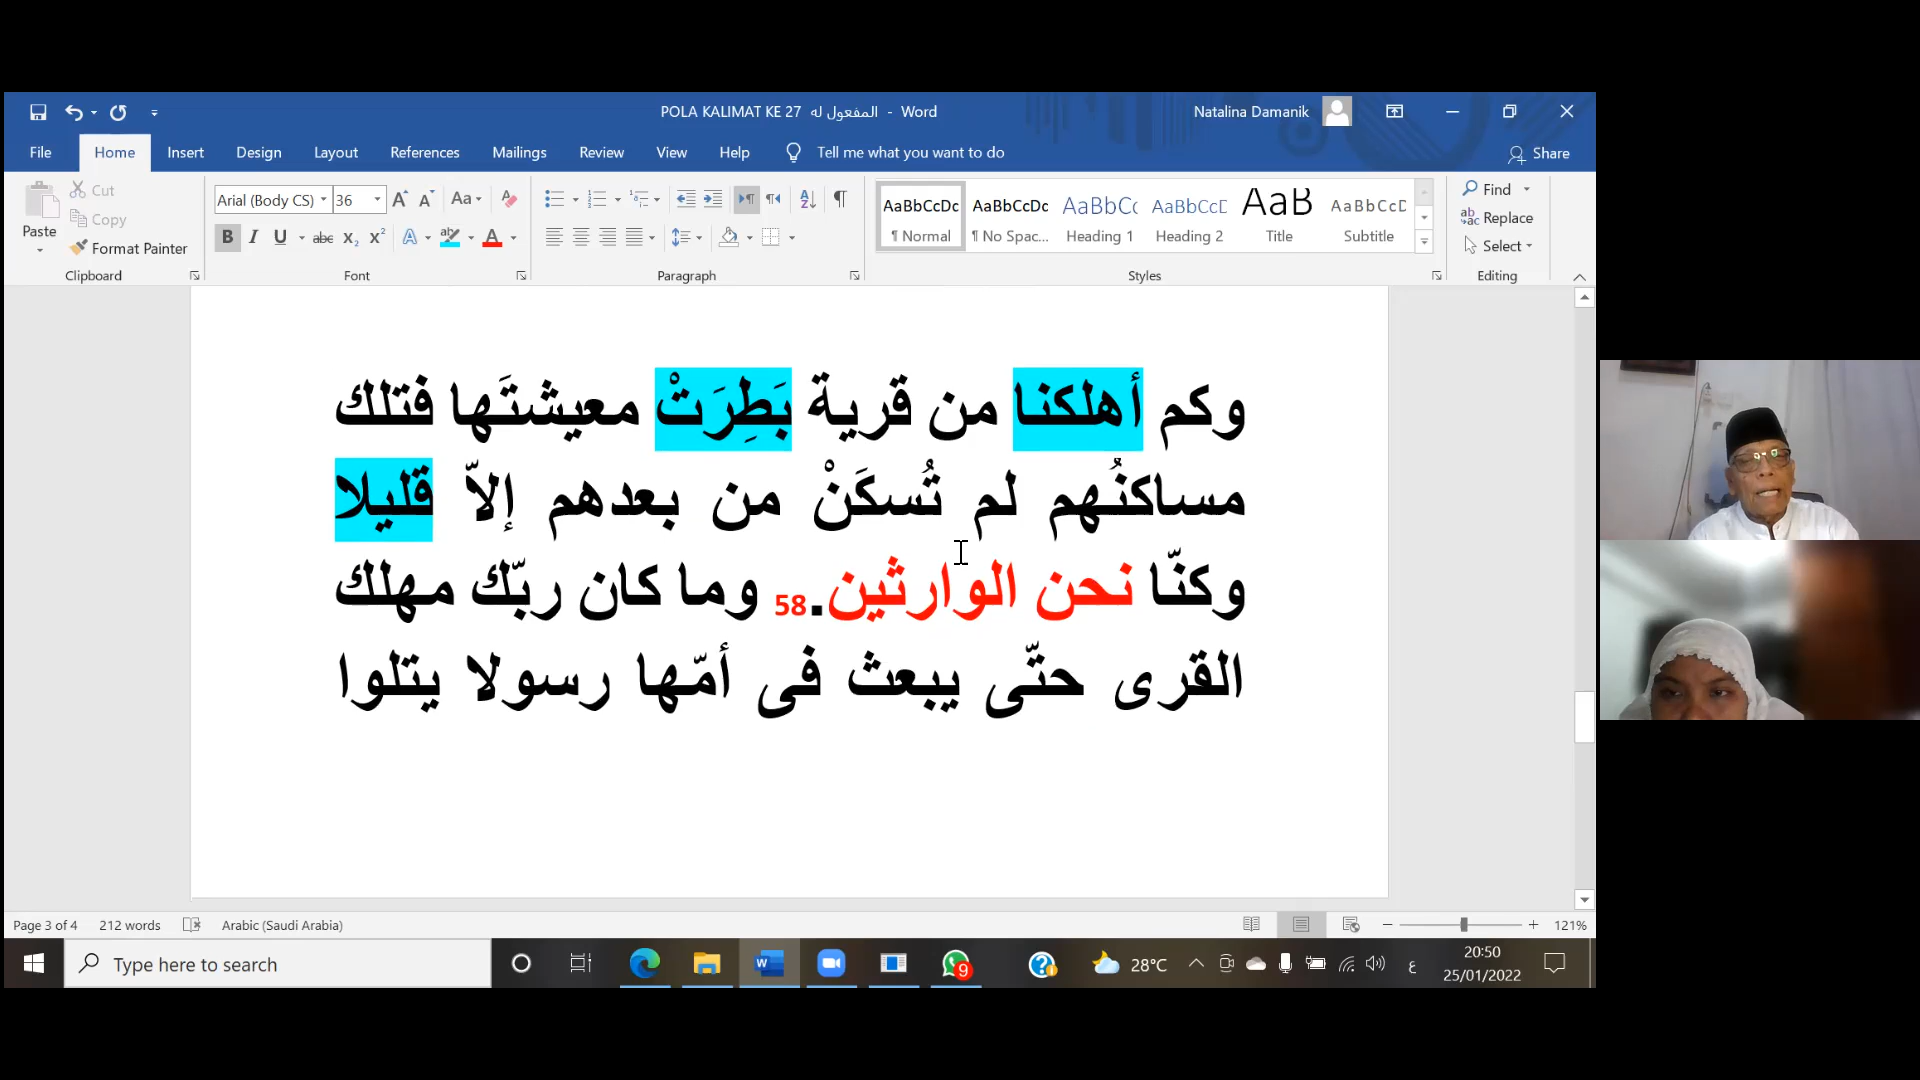 POLA KALIMAT KE 27 المفعول له - Word
Natalina Damanik
File Home Insert Design Layout References Mailings Review View Help Tell me what you want to do Share
Cut
Copy
Paste
Format Painter
Clipboard
Arial (Body CS) 36
Font
Paragraph
AaBbCcDc AaBbCcDc AaBbCc AaBbCcD AaB AaBbCcD
¶ Normal ¶ No Spac... Heading 1 Heading 2 Title Subtitle
Styles
Find
Replace
Select
Editing
وكم أهلكنا من قرية بَطِرَتْ معيشتَها فتلك
مساكنُهم لم تُسكَنْ من بعدهم إلاّ قليلا
وكنّا نحن الوارثين.58 وما كان ربّك مهلك
القرى حتّى يبعث فى أمّها رسولا يتلوا
Page 3 of 4 212 words Arabic (Saudi Arabia) 121%
Type here to search
9
28°C
ع
20:50
25/01/2022